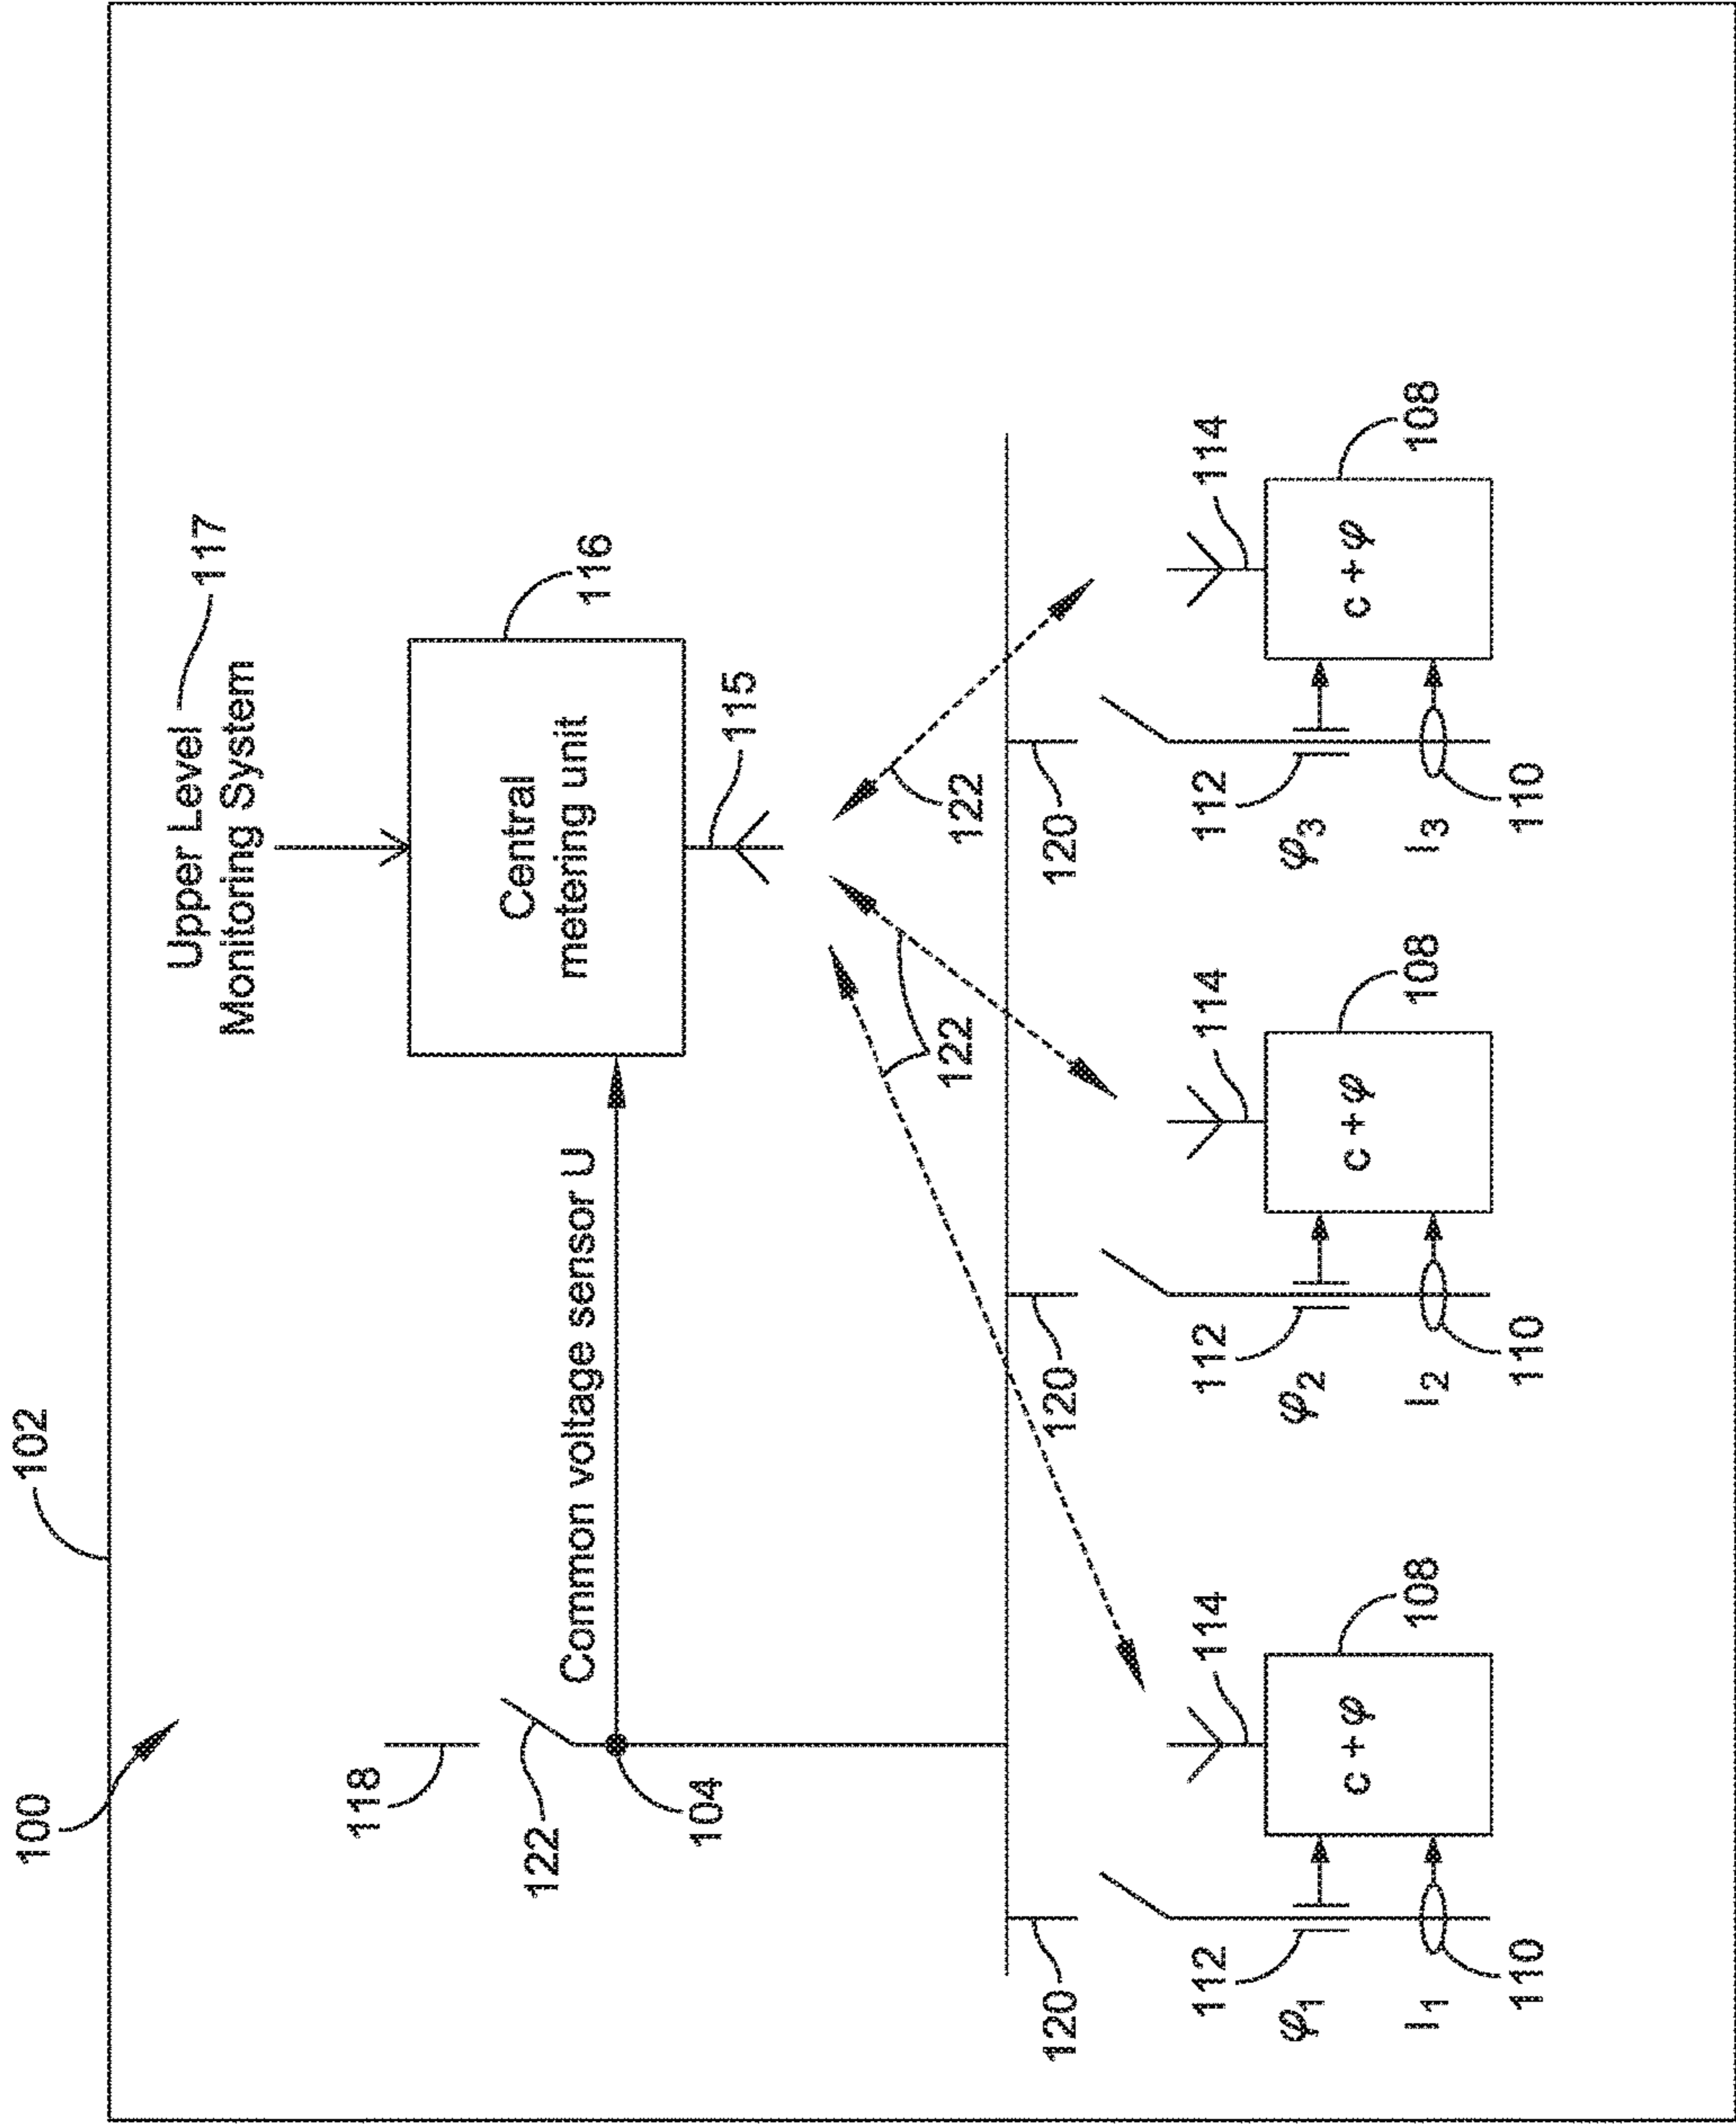 100
102
Upper Level 117
Monitoring System
118
116
Central
metering unit
122
Common voltage sensor U
104
115
122
122
120
120
120
112
114
112
114
112
114
φ1
φ2
φ3
c + φ
c + φ
c + φ
I1
108
I2
108
I3
108
110
110
110